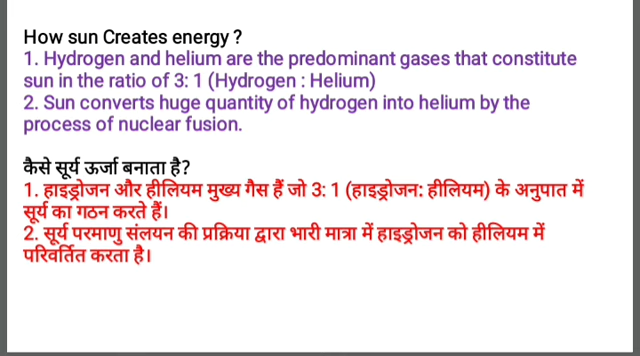 How sun Creates energy ?
1. Hydrogen and helium are the predominant gases that constitute
sun in the ratio of 3: 1 (Hydrogen : Helium)
2. Sun converts huge quantity of hydrogen into helium by the
process of nuclear fusion.
कैसे सूर्य ऊर्जा बनाता है?
1. हाइड्रोजन और हीलियम मुख्य गैस हैं जो 3: 1 (हाइड्रोजन: हीलियम) के अनुपात में
सूर्य का गठन करते हैं।
2. सूर्य परमाणु संलयन की प्रक्रिया द्वारा भारी मात्रा में हाइड्रोजन को हीलियम में
परिवर्तित करता है।